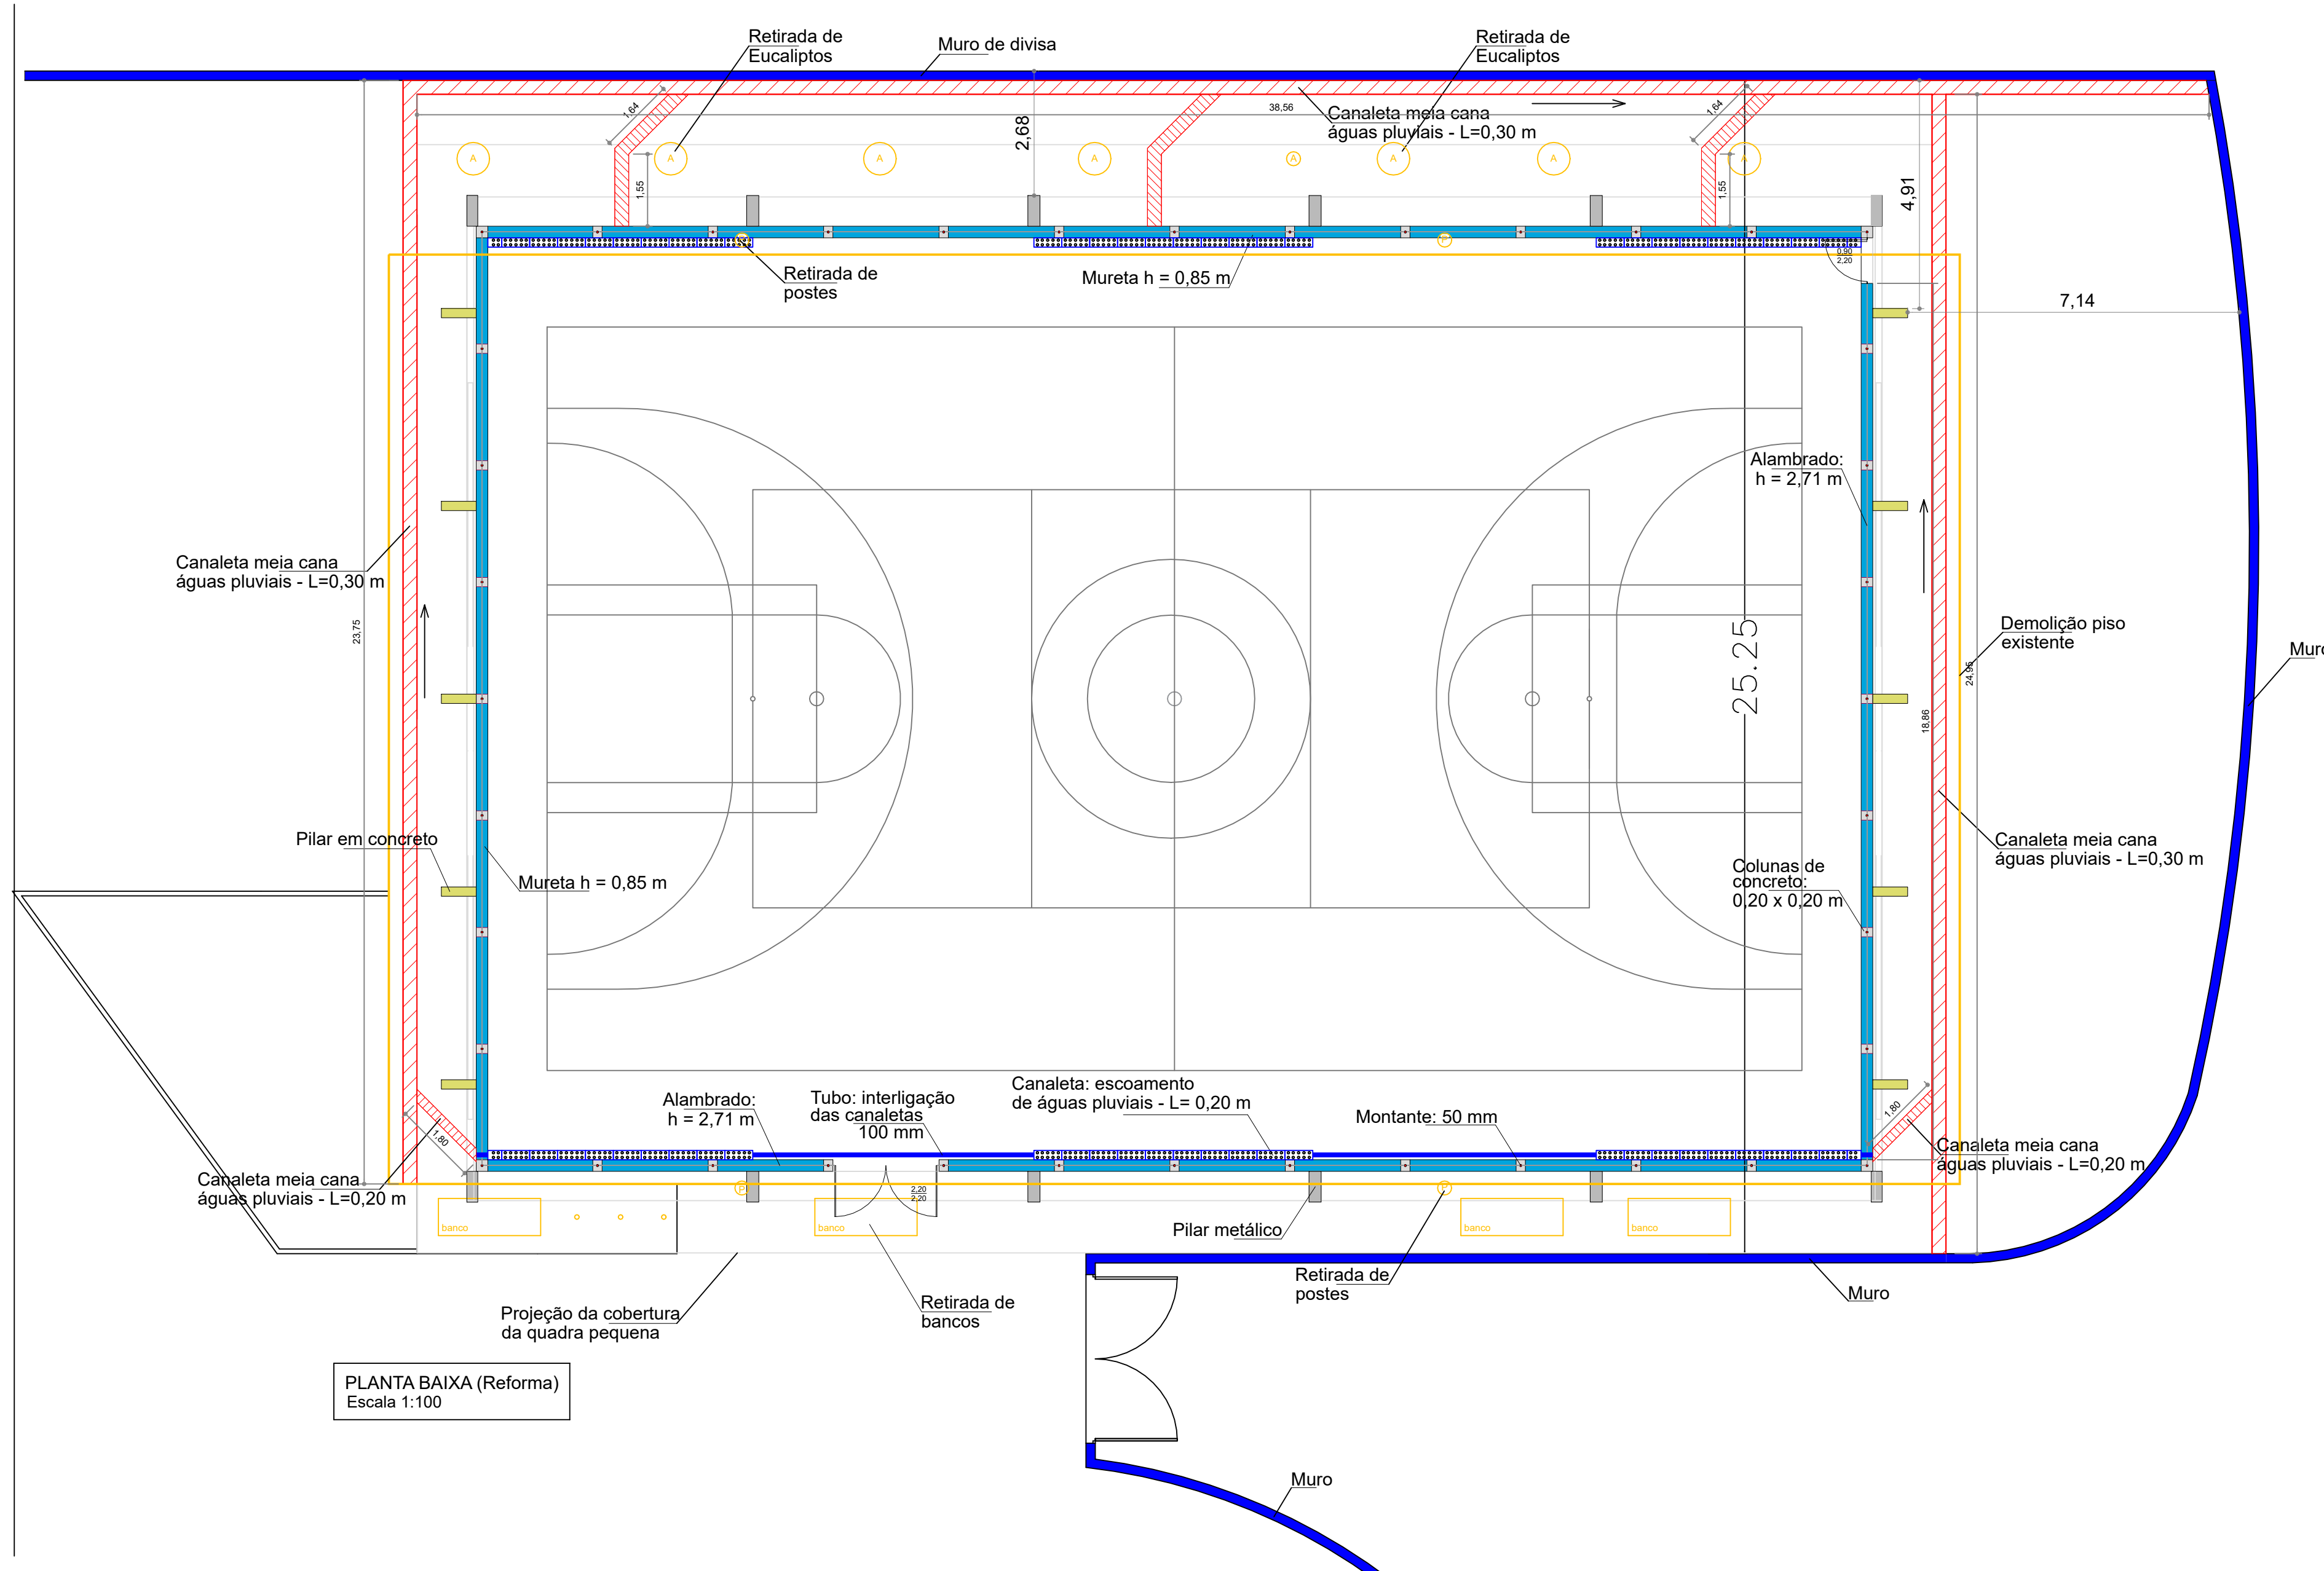 Retirada de
Eucaliptos
Muro de divisa
Retirada de
Eucaliptos
1,64
38,56
2,68
Canaleta meia cana
águas pluviais - L=0,30 m
1,64
A
A
A
A
A
A
A
A
1,55
1,55
4,91
P
P
Retirada de
postes
Mureta h = 0,85 m
0,90
2,20
7,14
Alambrado:
h = 2,71 m
Canaleta meia cana
águas pluviais - L=0,30 m
23,75
25.25
Demolição piso
existente
24,95
Muro
18,86
Pilar em concreto
Mureta h = 0,85 m
Colunas de
concreto:
0,20 x 0,20 m
Canaleta meia cana
águas pluviais - L=0,30 m
Alambrado:
h = 2,71 m
Tubo: interligação
das canaletas
100 mm
Canaleta: escoamento
de águas pluviais - L= 0,20 m
Montante: 50 mm
1,80
1,80
Canaleta meia cana
águas pluviais - L=0,20 m
Canaleta meia cana
águas pluviais - L=0,20 m
P
2,20
2,20
P
banco
banco
banco
banco
Pilar metálico
Retirada de
postes
Muro
Projeção da cobertura
da quadra pequena
Retirada de
bancos
PLANTA BAIXA (Reforma)
Escala 1:100
Muro